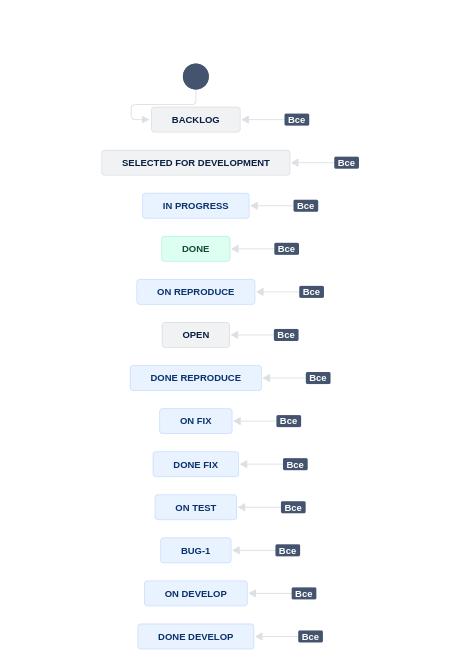 BACKLOG Все
SELECTED FOR DEVELOPMENT Все
IN PROGRESS Все
DONE Все
ON REPRODUCE Все
OPEN Все
DONE REPRODUCE Все
ON FIX Все
DONE FIX Все
ON TEST Все
BUG-1 Все
ON DEVELOP Все
DONE DEVELOP Все